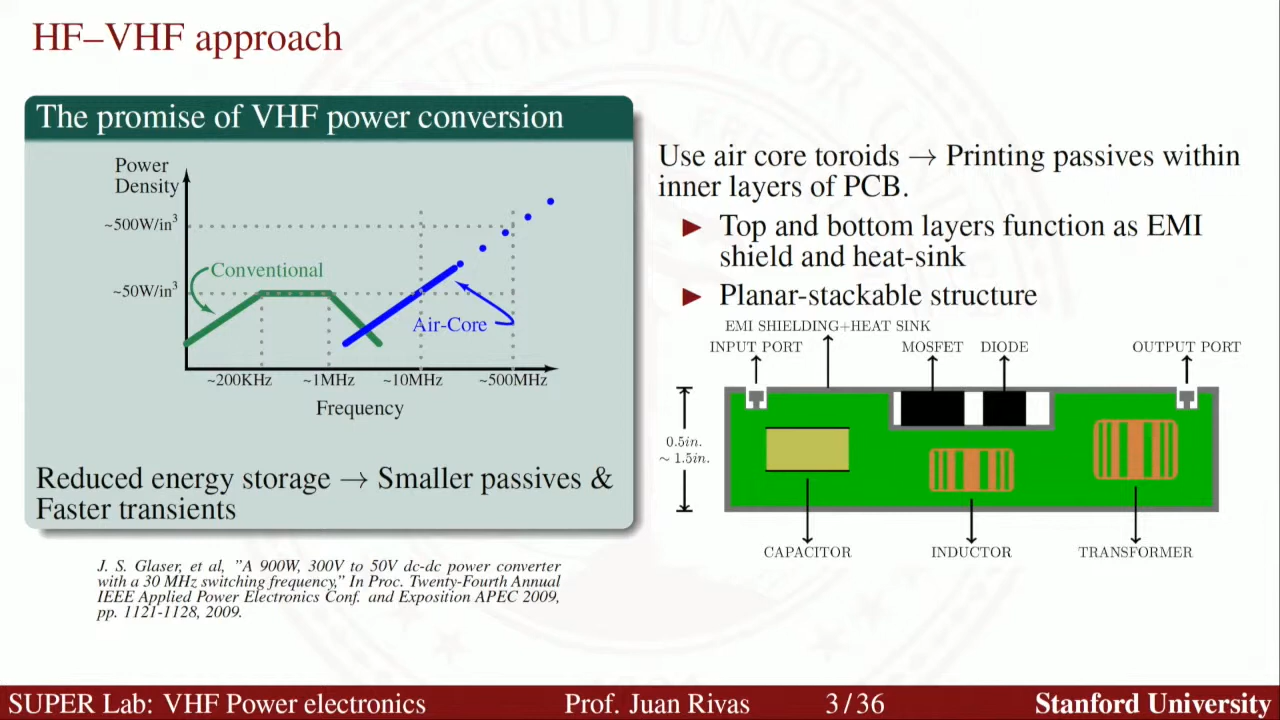 HF–VHF approach
The promise of VHF power conversion
Power
Density
~500W/in³
~50W/in³
Conventional
Air-Core
~200KHz
~1MHz
~10MHz
~500MHz
Frequency
Reduced energy storage → Smaller passives &
Faster transients
J. S. Glaser, et al, "A 900W, 300V to 50V dc-dc power converter
with a 30 MHz switching frequency," In Proc. Twenty-Fourth Annual
IEEE Applied Power Electronics Conf. and Exposition APEC 2009,
pp. 1121-1128, 2009.
Use air core toroids → Printing passives within
inner layers of PCB.
▶ Top and bottom layers function as EMI
shield and heat-sink
▶ Planar-stackable structure
EMI SHIELDING+HEAT SINK
INPUT PORT
MOSFET
DIODE
OUTPUT PORT
0.5in.
~ 1.5in.
CAPACITOR
INDUCTOR
TRANSFORMER
SUPER Lab: VHF Power electronics
Prof. Juan Rivas
3 / 36
Stanford University